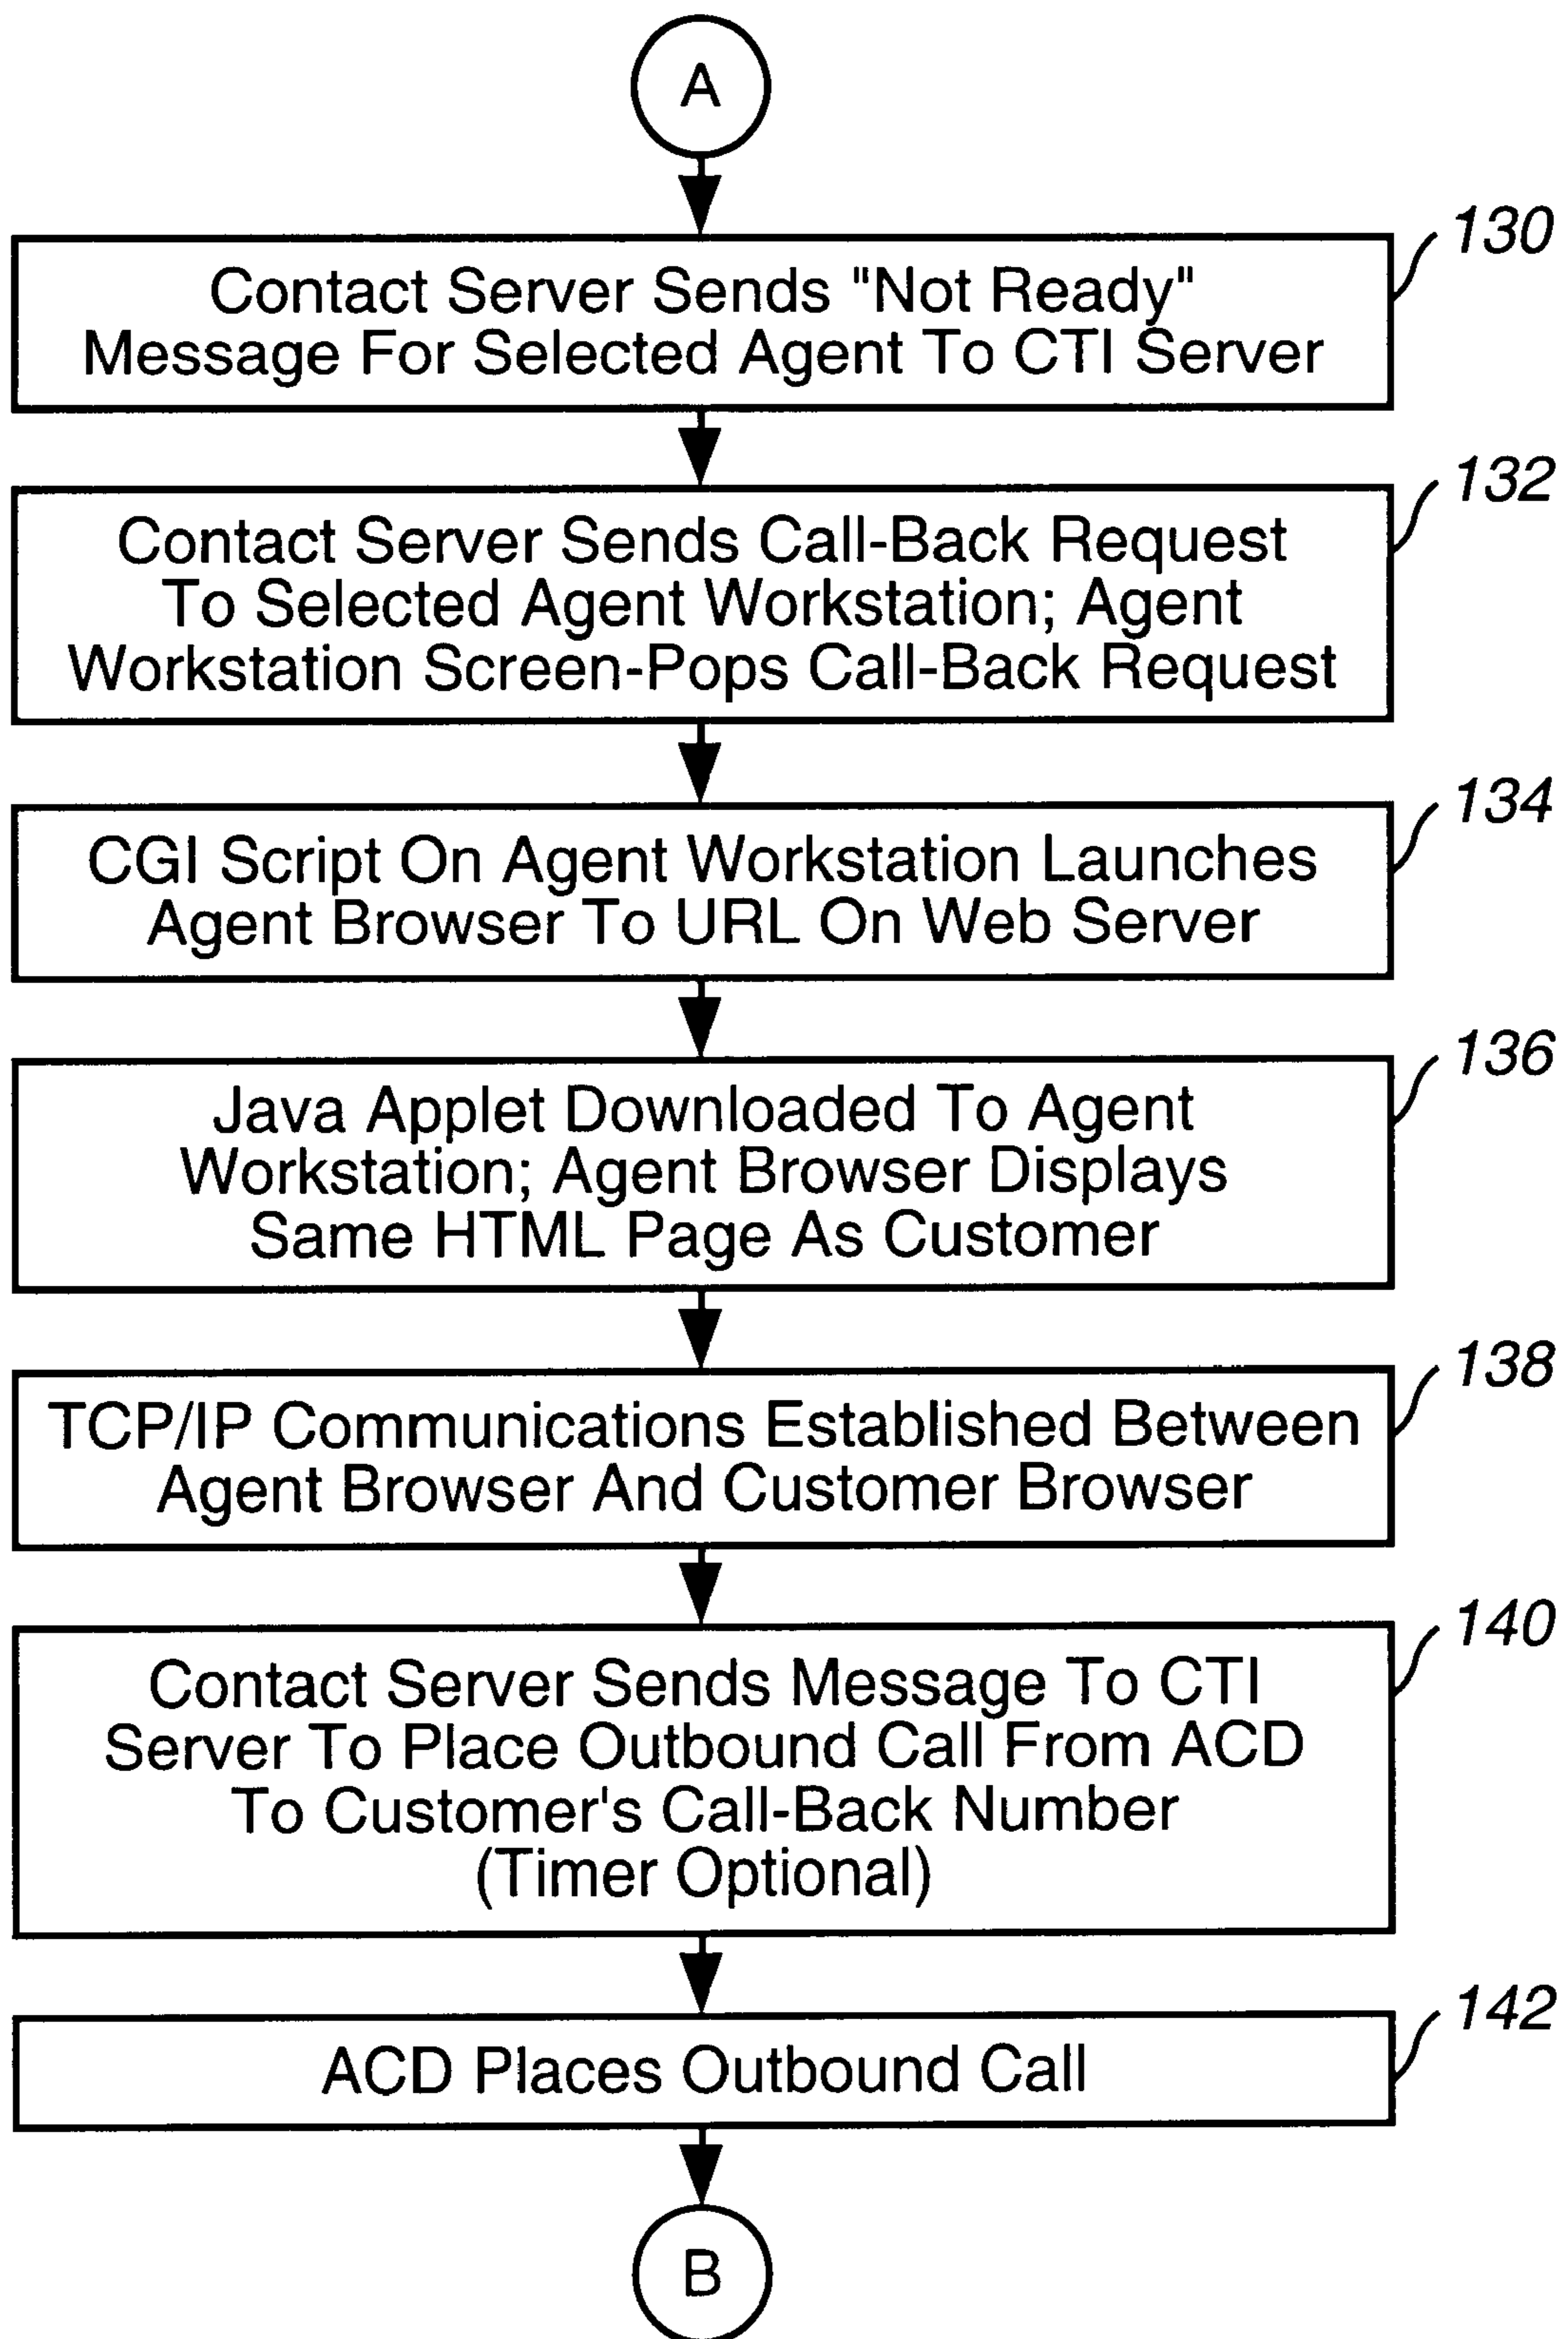 A
130
Contact Server Sends "Not Ready"
Message For Selected Agent To CTI Server
132
Contact Server Sends Call-Back Request
To Selected Agent Workstation; Agent
Workstation Screen-Pops Call-Back Request
134
CGI Script On Agent Workstation Launches
Agent Browser To URL On Web Server
136
Java Applet Downloaded To Agent
Workstation; Agent Browser Displays
Same HTML Page As Customer
138
TCP/IP Communications Established Between
Agent Browser And Customer Browser
140
Contact Server Sends Message To CTI
Server To Place Outbound Call From ACD
To Customer's Call-Back Number
(Timer Optional)
142
ACD Places Outbound Call
B